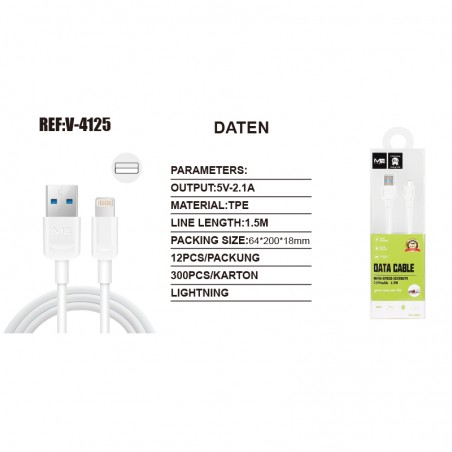 REF:V-4125
DATEN
PARAMETERS:
OUTPUT:5V-2.1A
MATERIAL:TPE
LINE LENGTH:1.5M
PACKING SIZE:64*200*18mm
12PCS/PACKUNG
300PCS/KARTON
LIGHTNING
DATA CABLE